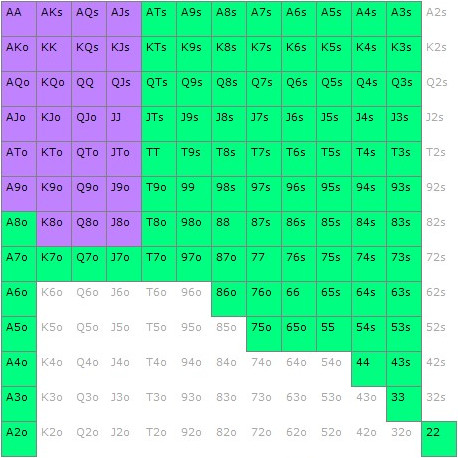 AA AKs AQs AJs ATs A9s A8s A7s A6s A5s A4s A3s A2s
AKo KK KQs KJs KTs K9s K8s K7s K6s K5s K4s K3s K2s
AQo KQo QQ QJs QTs Q9s Q8s Q7s Q6s Q5s Q4s Q3s Q2s
AJo KJo QJo JJ JTs J9s J8s J7s J6s J5s J4s J3s J2s
ATo KTo QTo JTo TT T9s T8s T7s T6s T5s T4s T3s T2s
A9o K9o Q9o J9o T9o 99 98s 97s 96s 95s 94s 93s 92s
A8o K8o Q8o J8o T8o 98o 88 87s 86s 85s 84s 83s 82s
A7o K7o Q7o J7o T7o 97o 87o 77 76s 75s 74s 73s 72s
A6o K6o Q6o J6o T6o 96o 86o 76o 66 65s 64s 63s 62s
A5o K5o Q5o J5o T5o 95o 85o 75o 65o 55 54s 53s 52s
A4o K4o Q4o J4o T4o 94o 84o 74o 64o 54o 44 43s 42s
A3o K3o Q3o J3o T3o 93o 83o 73o 63o 53o 43o 33 32s
A2o K2o Q2o J2o T2o 92o 82o 72o 62o 52o 42o 32o 22